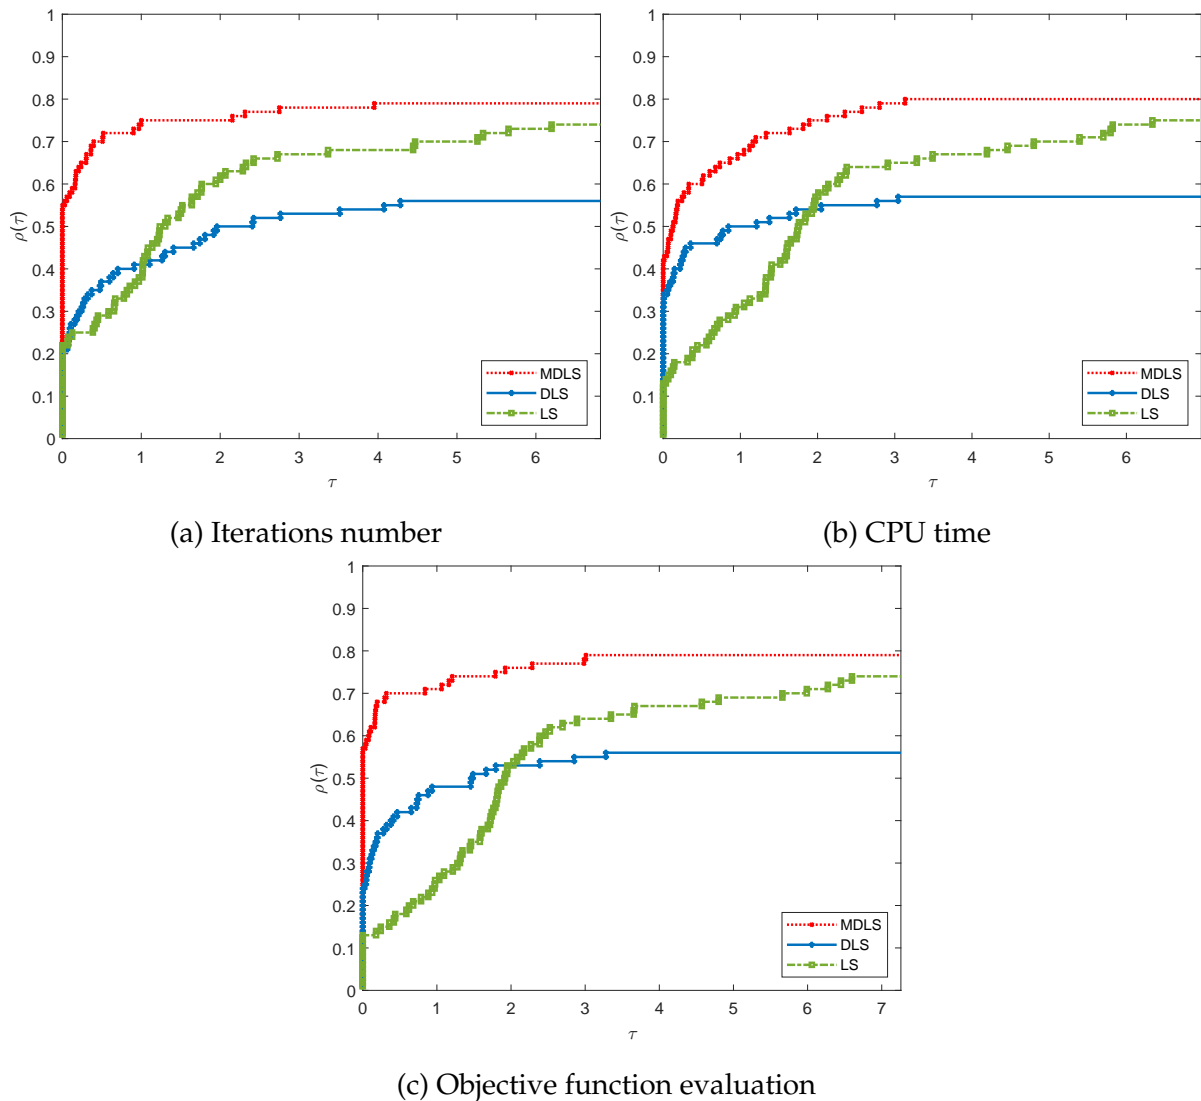 1
0.9
0.8
0.7
0.6
0.5
0.4
0.3
0.2
0.1
0
ρ(τ)
0 1 2 3 4 5 6
τ
MDLS
DLS
LS
(a) Iterations number
1
0.9
0.8
0.7
0.6
0.5
0.4
0.3
0.2
0.1
0
ρ(τ)
0 1 2 3 4 5 6
τ
MDLS
DLS
LS
(b) CPU time
1
0.9
0.8
0.7
0.6
0.5
0.4
0.3
0.2
0.1
0
ρ(τ)
0 1 2 3 4 5 6 7
τ
MDLS
DLS
LS
(c) Objective function evaluation